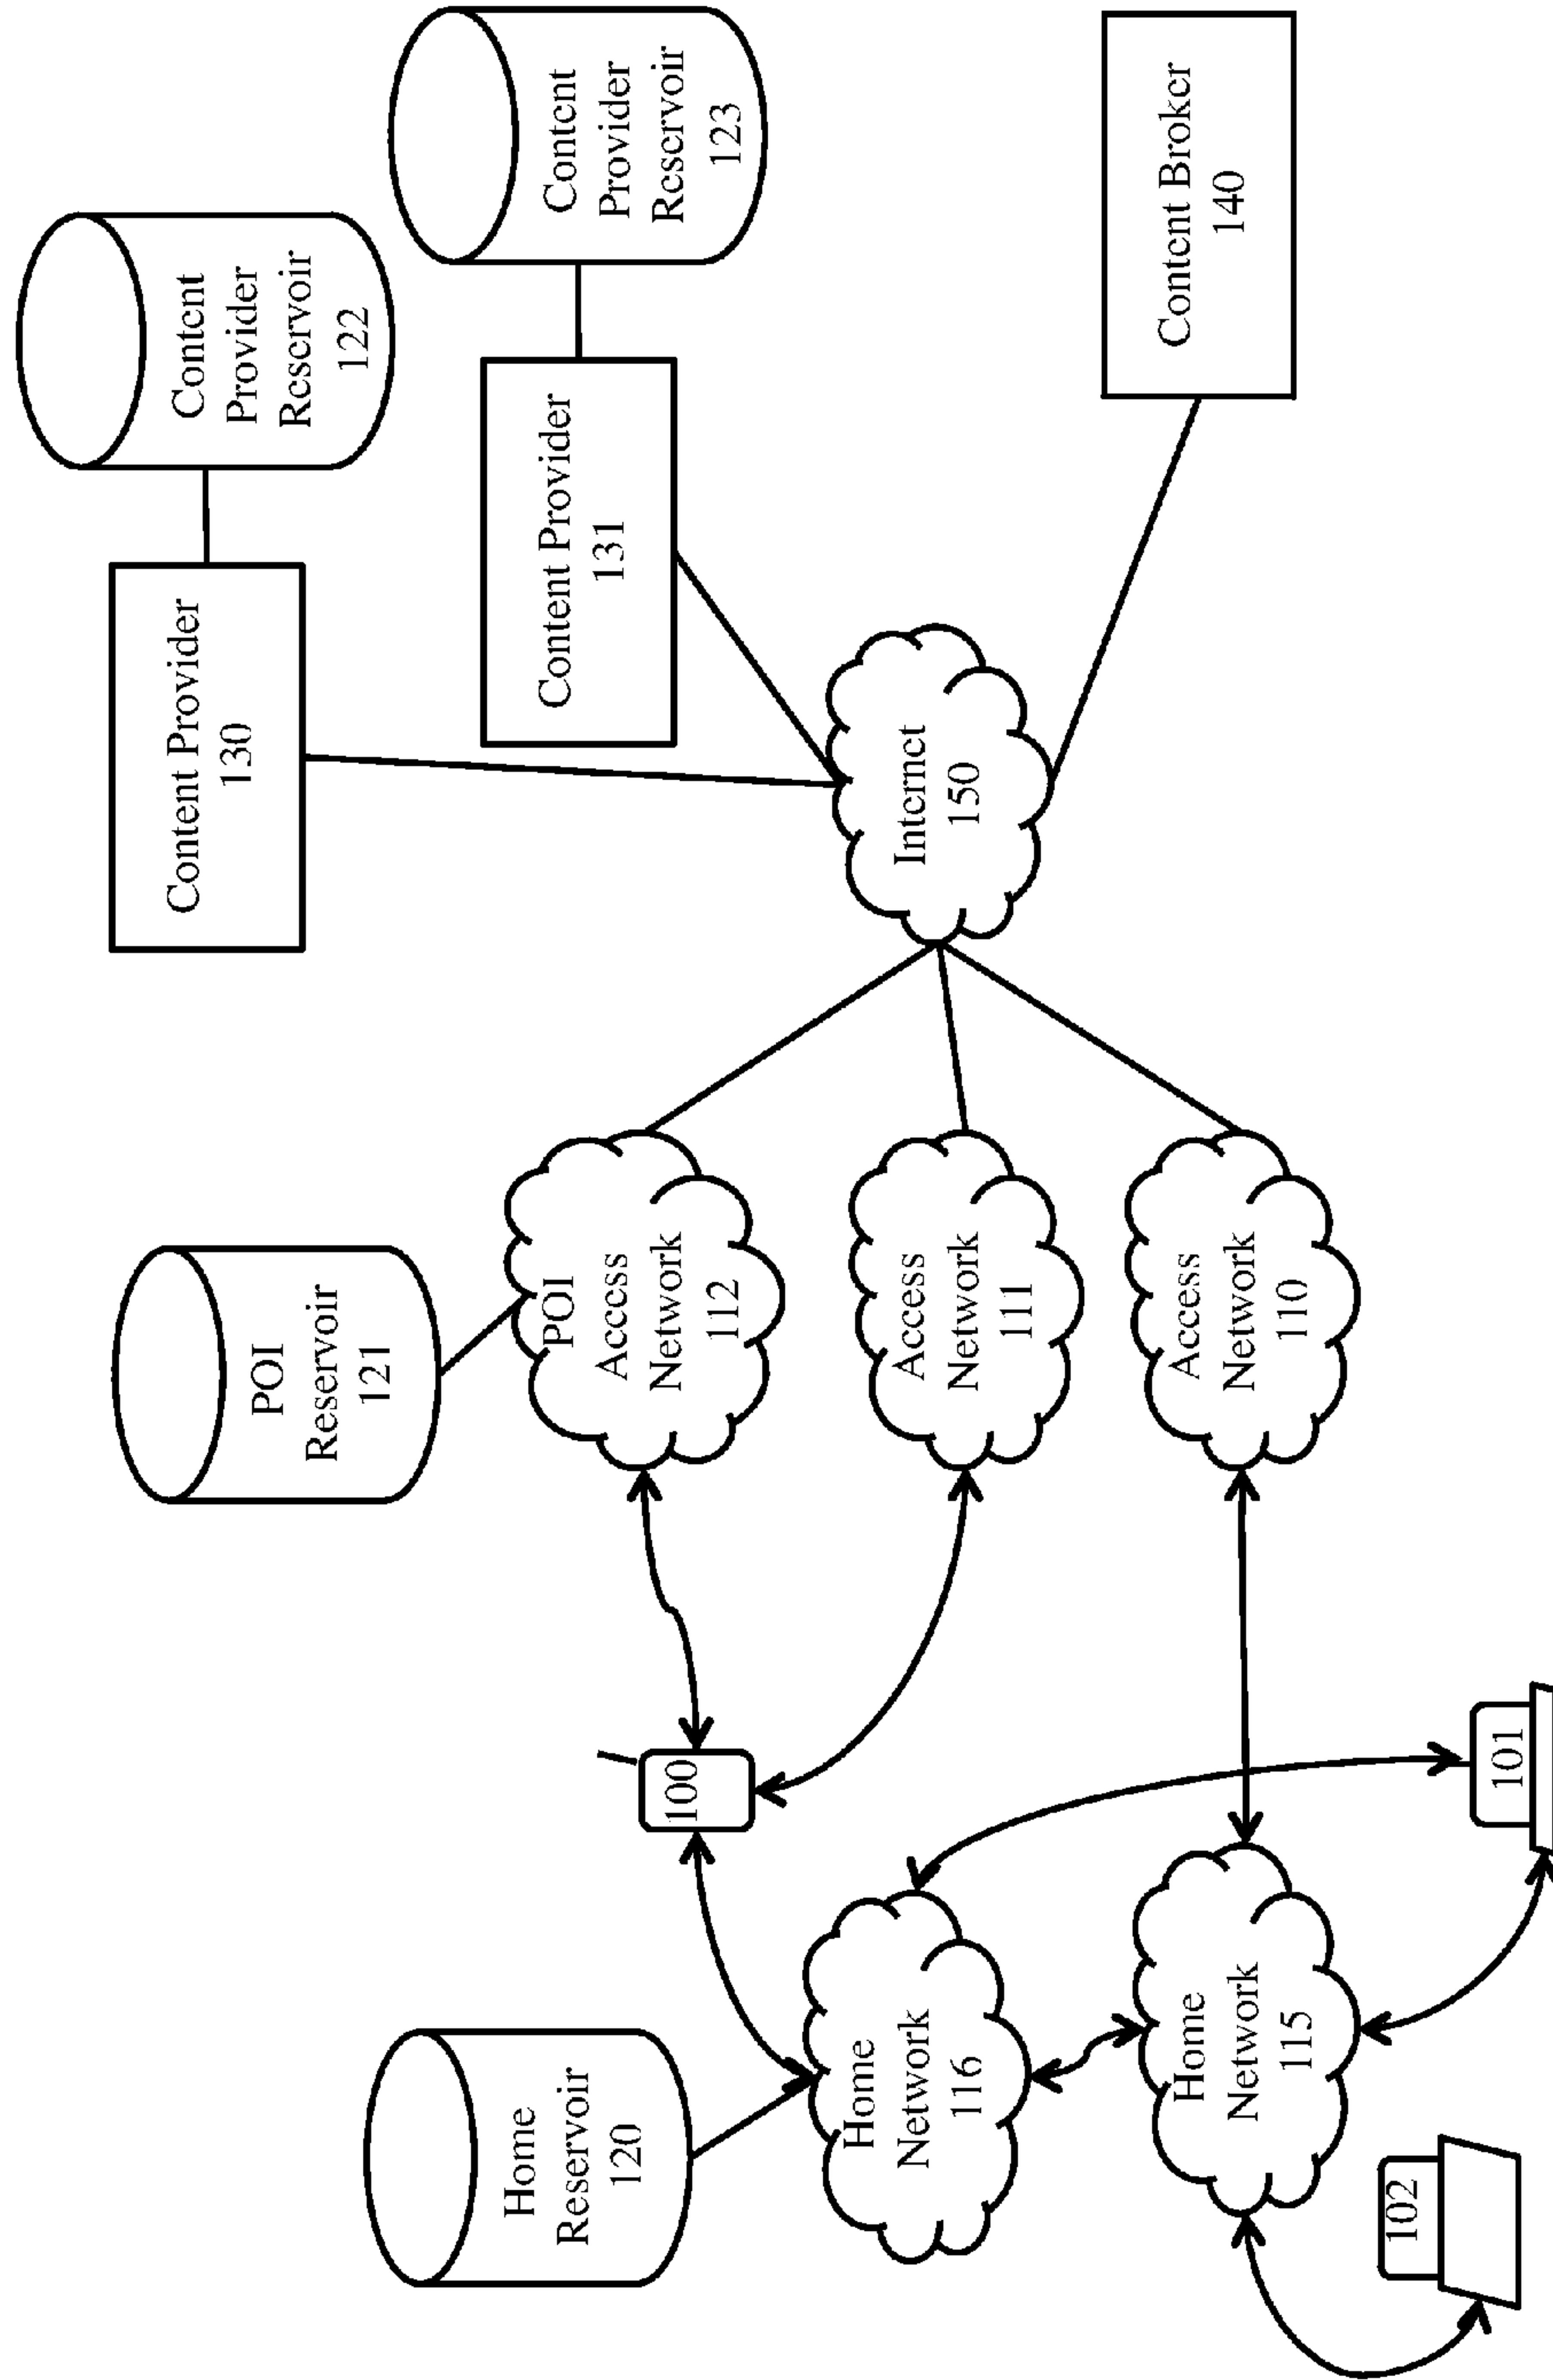 Content
Provider
Reservoir
122
Content
Provider
Reservoir
123
Content Provider
130
Content Provider
131
Content Broker
140
Internet
150
POI
Reservoir
121
POI
Access
Network
112
Access
Network
111
Access
Network
110
100
101
Home
Reservoir
120
Home
Network
116
Home
Network
115
102